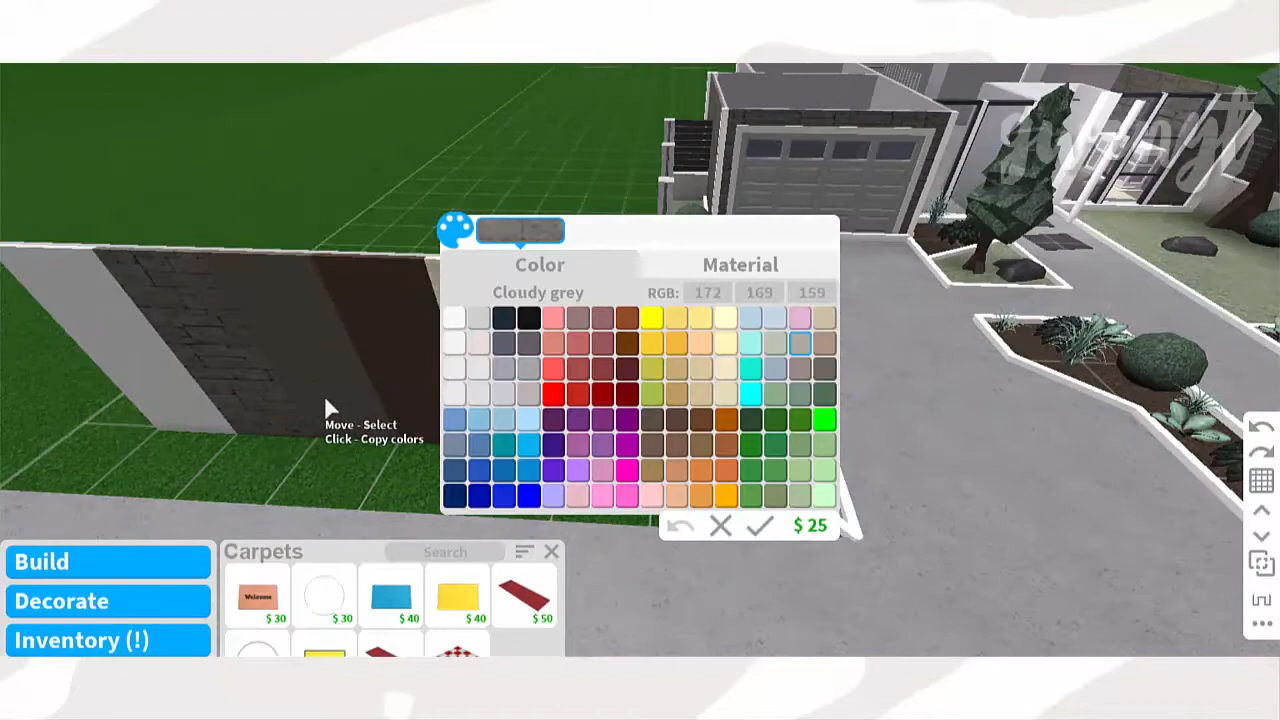 Color
Material
Cloudy grey
RGB: 172 169 159
Move - Select
Click - Copy colors
$ 25
Build
Decorate
Inventory (!)
Carpets
Search
Welcome
$ 30
$ 30
$ 40
$ 40
$ 50